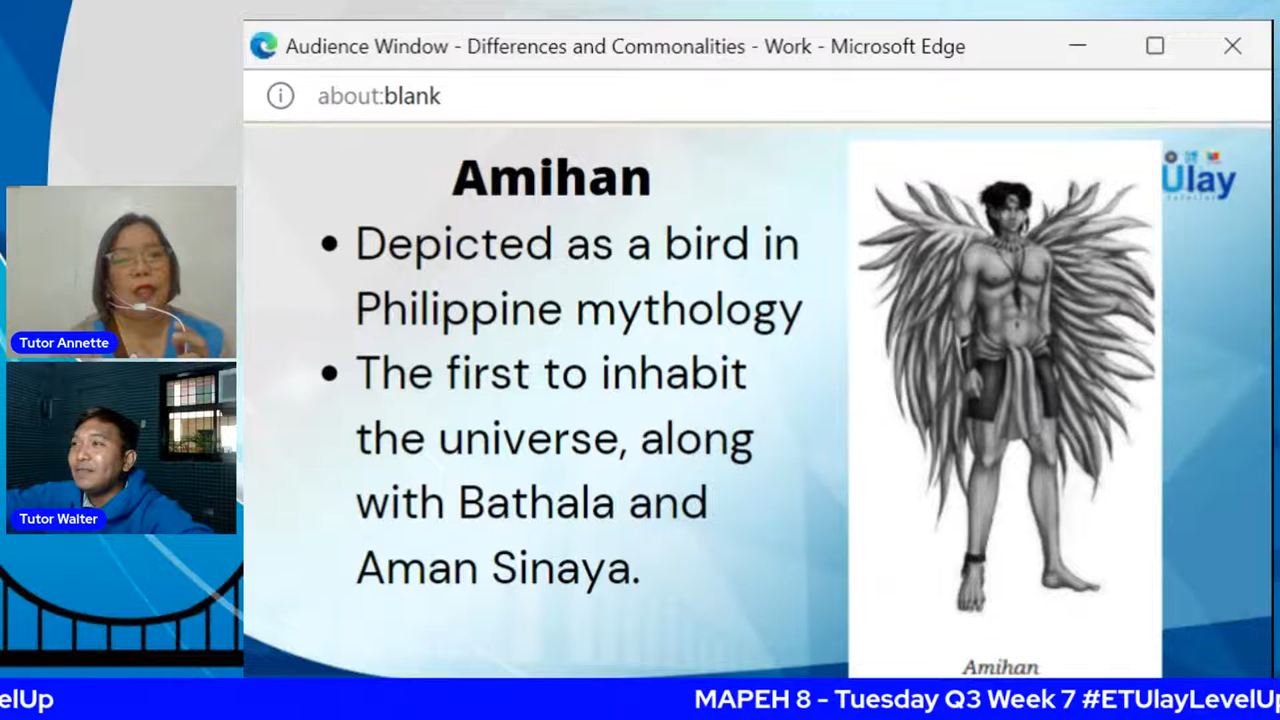 Audience Window - Differences and Commonalities - Work - Microsoft Edge
about:blank
Amihan
• Depicted as a bird in
Philippine mythology
• The first to inhabit
the universe, along
with Bathala and
Aman Sinaya.
Ulay
Amihan
Tutor Annette
Tutor Walter
elUp
MAPEH 8 - Tuesday Q3 Week 7 #ETUlayLevelUp